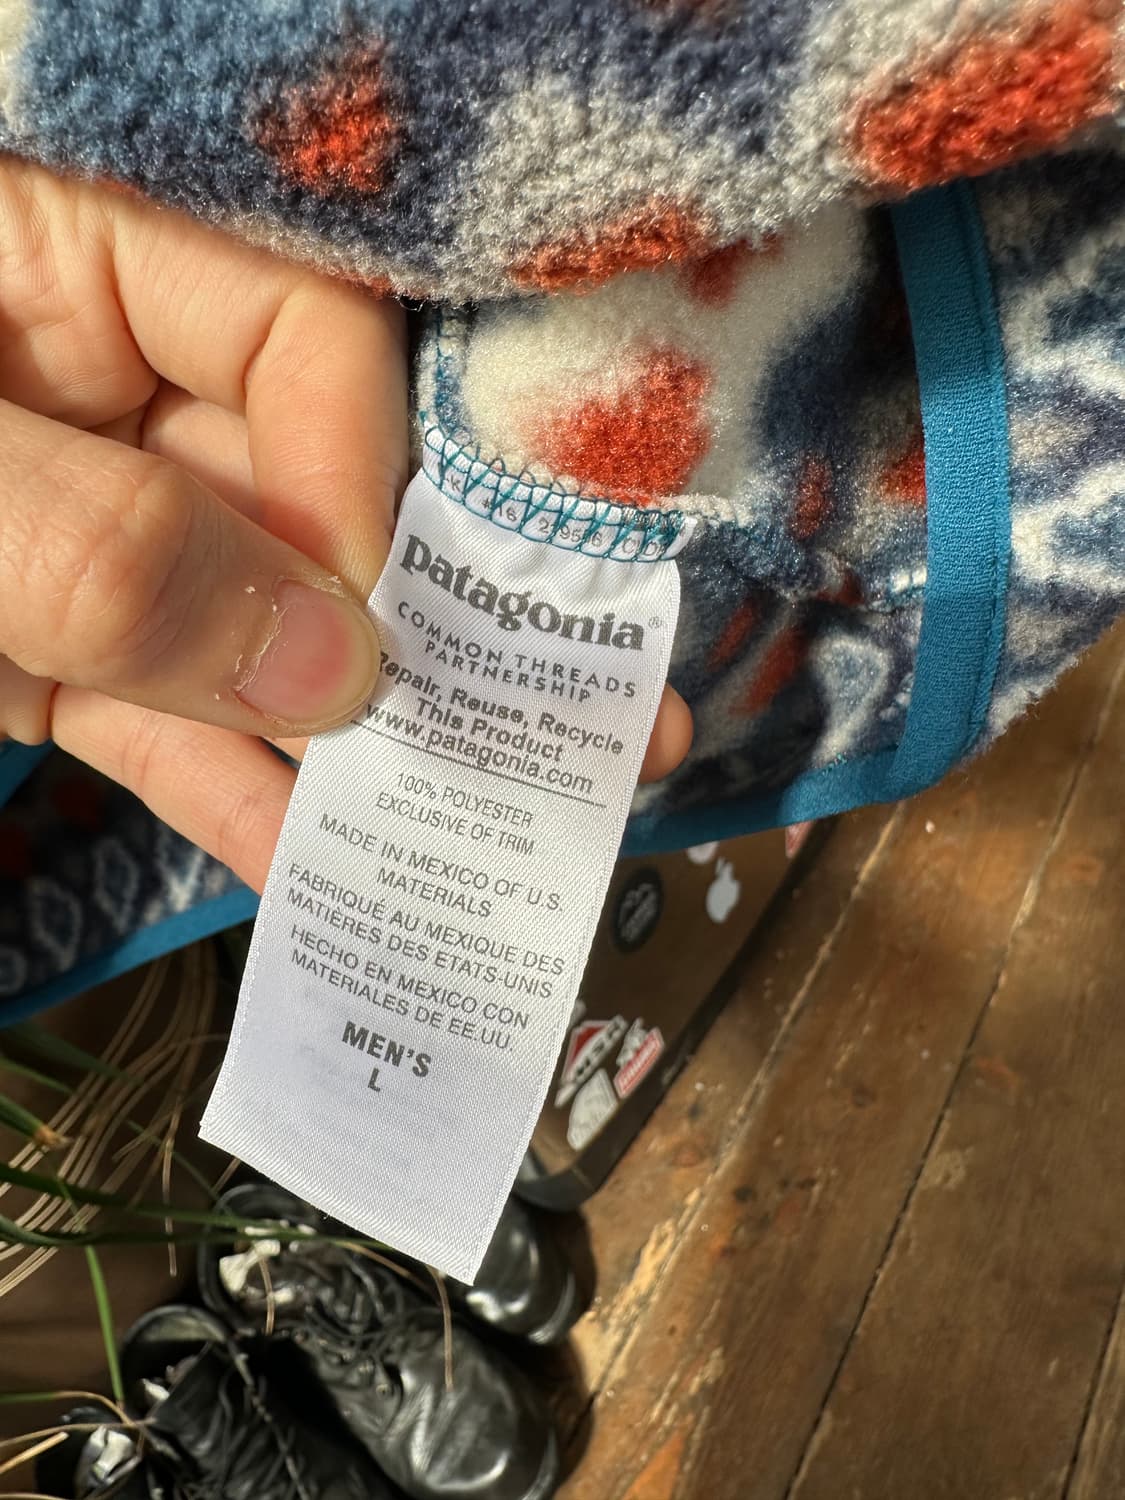 patagonia®
COMMON THREADS
PARTNERSHIP
Repair, Reuse, Recycle
This Product
www.patagonia.com
100% POLYESTER
EXCLUSIVE OF TRIM
MADE IN MEXICO OF U.S.
MATERIALS
FABRIQUÉ AU MEXIQUE DES
MATIÈRES DES ETATS-UNIS
HECHO EN MEXICO CON
MATERIALES DE EE.UU.
MEN'S
L